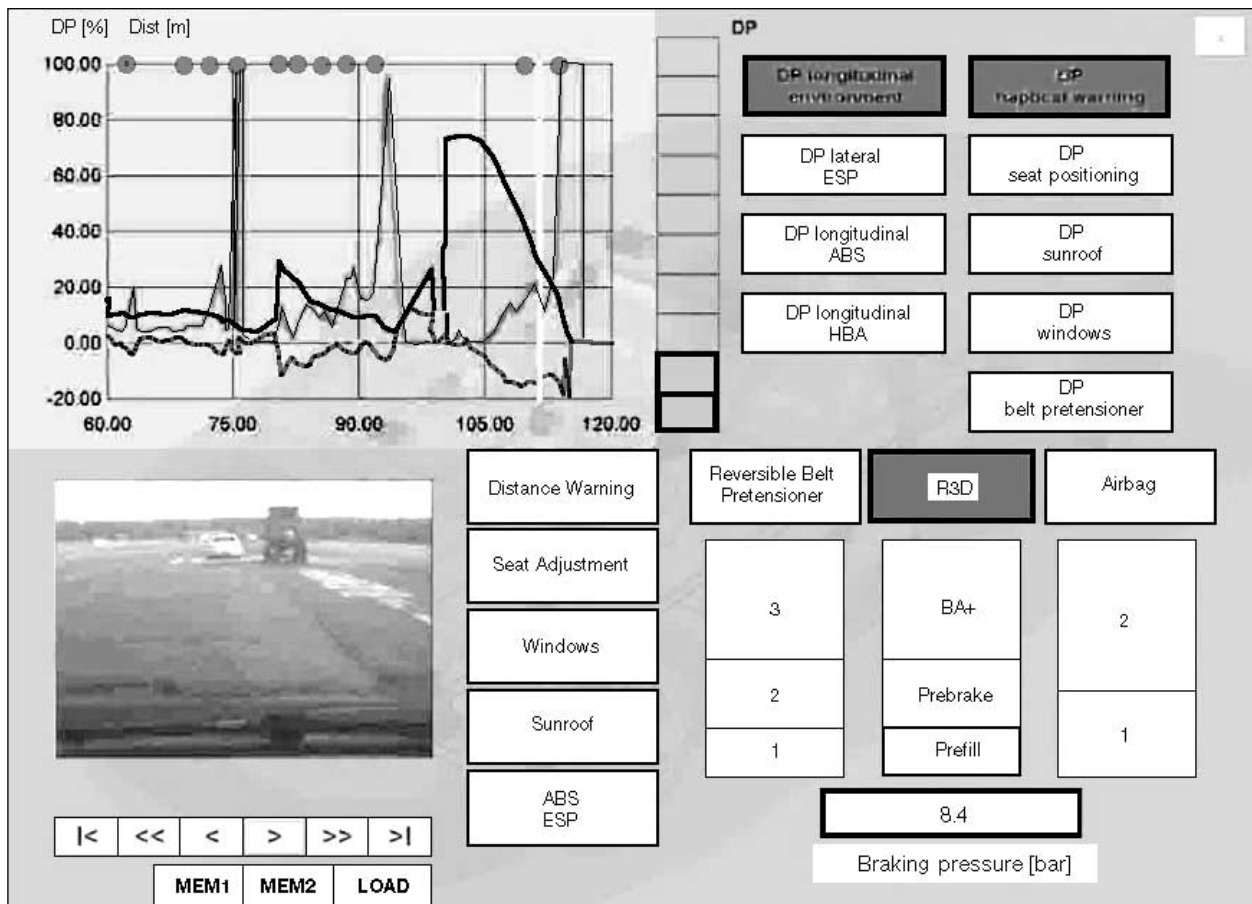 DP [%] Dist [m]
100.00
80.00
60.00
40.00
20.00
0.00
-20.00
60.00 75.00 90.00 105.00 120.00
DP
x
DP longitudinal
environment
DP
haptical warning
DP lateral
ESP
DP
seat positioning
DP longitudinal
ABS
DP
sunroof
DP longitudinal
HBA
DP
windows
DP
belt pretensioner
Distance Warning
Seat Adjustment
Windows
Sunroof
ABS
ESP
Reversible Belt
Pretensioner
R3D
Airbag
3
2
1
BA+
Prebrake
Prefill
2
1
8.4
Braking pressure [bar]
|< << < > >> >|
MEM1 MEM2 LOAD